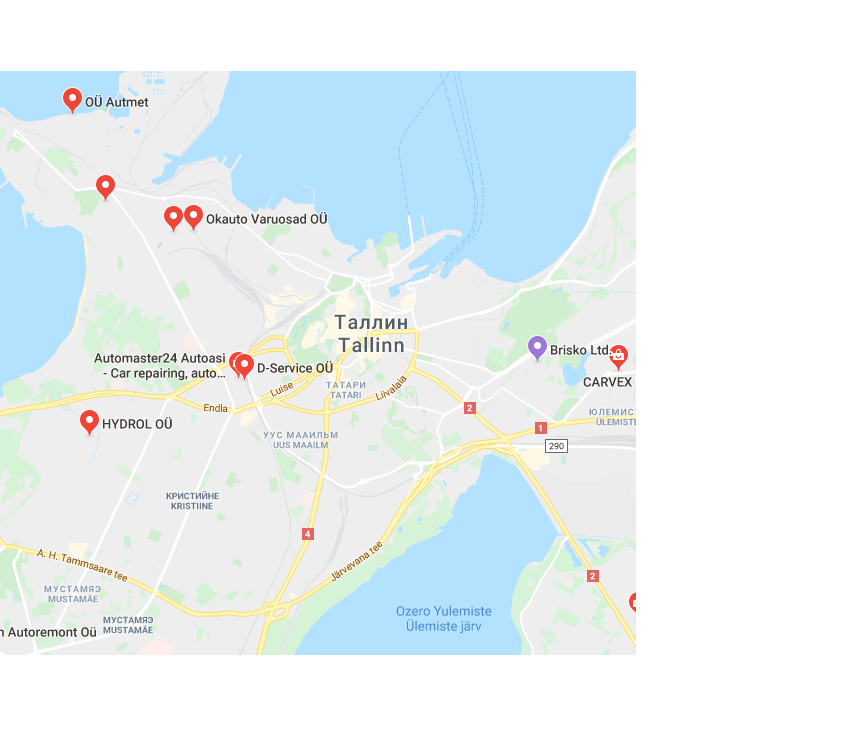 OÜ Autmet
Okauto Varuosad OÜ
Таллин
Tallinn
Automaster24 Autoasi
- Car repairing, auto...
D-Service OÜ
Brisko Ltd.
CARVEX
ТАТАРИ
TATARI
Luise
Liivalaia
Endla
2
1
290
ЮЛЕМИСТ
ÜLEMISTE
HYDROL OÜ
УУС МААИЛЬМ
UUS MAAILM
КРИСТИЙНЕ
KRISTIINE
4
A. H. Tammsaare tee
Järvevana tee
2
МУСТАМЯЭ
MUSTAMÄE
Ozero Yulemiste
Ülemiste järv
МУСТАМЯЭ
MUSTAMÄE
n Autoremont Oü